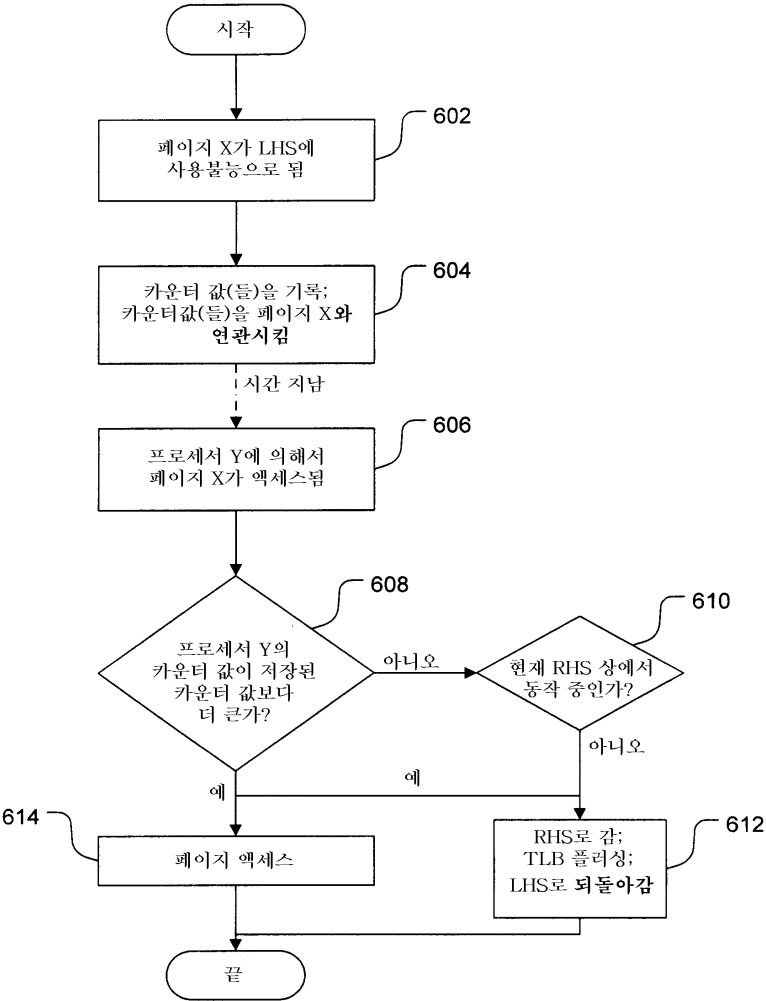 시작
602
페이지 X가 LHS에
사용불능으로 됨
604
카운터 값(들)을 기록;
카운터값(들)을 페이지 X와
연관시킴
시간 지남
606
프로세서 Y에 의해서
페이지 X가 액세스됨
608
프로세서 Y의
카운터 값이 저장된
카운터 값보다
더 큰가?
아니오
610
현재 RHS 상에서
동작 중인가?
아니오
예
예
614
페이지 액세스
612
RHS로 감;
TLB 플러싱;
LHS로 되돌아감
끝